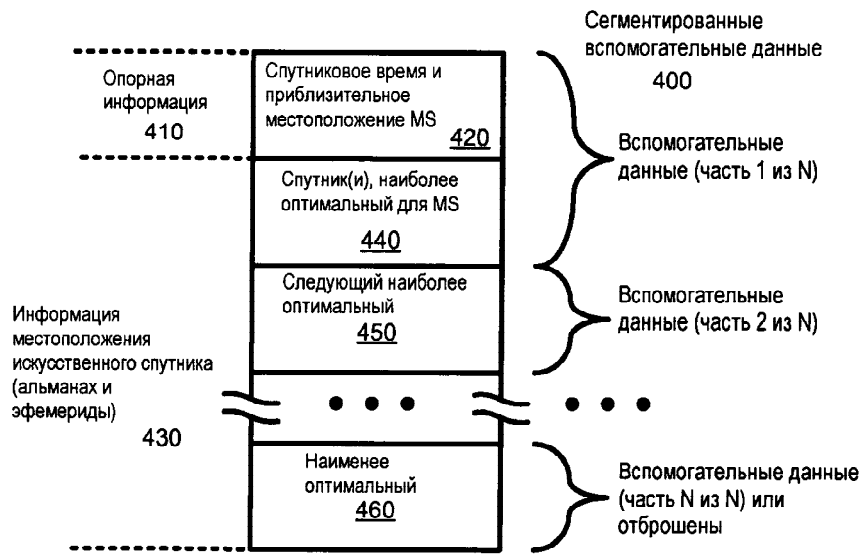 Сегментированные
вспомогательные данные
400
Опорная
информация
410
Спутниковое время и
приблизительное
местоположение MS
420
Вспомогательные
данные (часть 1 из N)
Спутник(и), наиболее
оптимальный для MS
440
Следующий наиболее
оптимальный
450
Вспомогательные
данные (часть 2 из N)
Информация
местоположения
искусственного спутника
(альманах и
эфемериды)
430
Наименее
оптимальный
460
Вспомогательные данные
(часть N из N) или
отброшены